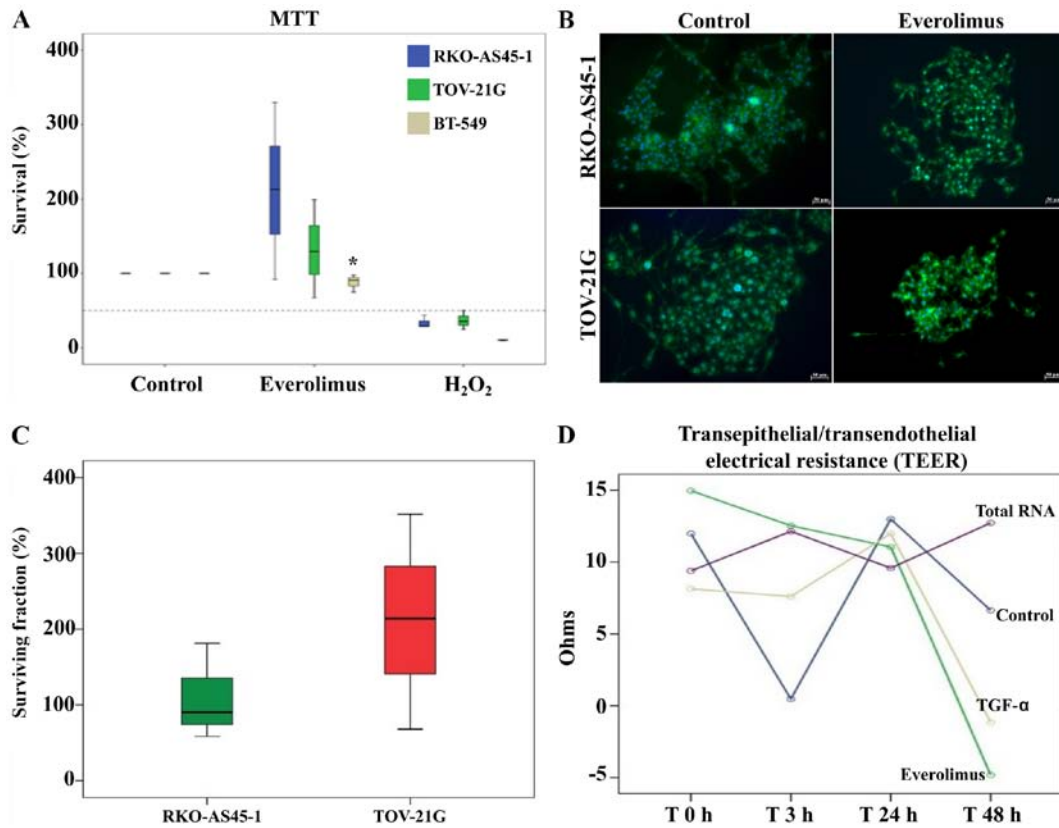 A
MTT
400
300
200
100
0
Survival (%)
RKO-AS45-1
TOV-21G
BT-549
*
Control
Everolimus
H₂O₂
B
Control
Everolimus
RKO-AS45-1
TOV-21G
C
400
300
200
100
0
Surviving fraction (%)
RKO-AS45-1
TOV-21G
D
Transepithelial/transendothelial
electrical resistance (TEER)
15
10
5
0
-5
Ohms
Total RNA
Control
TGF-α
Everolimus
T 0 h
T 3 h
T 24 h
T 48 h